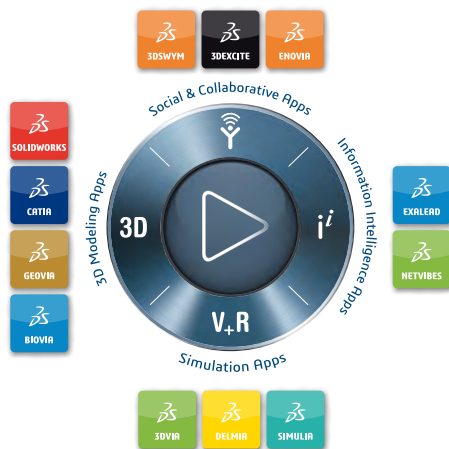 3DSWYM
3DEXCITE
ENOVIA
Social & Collaborative Apps
SOLIDWORKS
CATIA
GEOVIA
BIOVIA
3D Modeling Apps
3D
i i
V+R
Information Intelligence Apps
EXALEAD
NETVIBES
Simulation Apps
3DVIA
DELMIA
SIMULIA